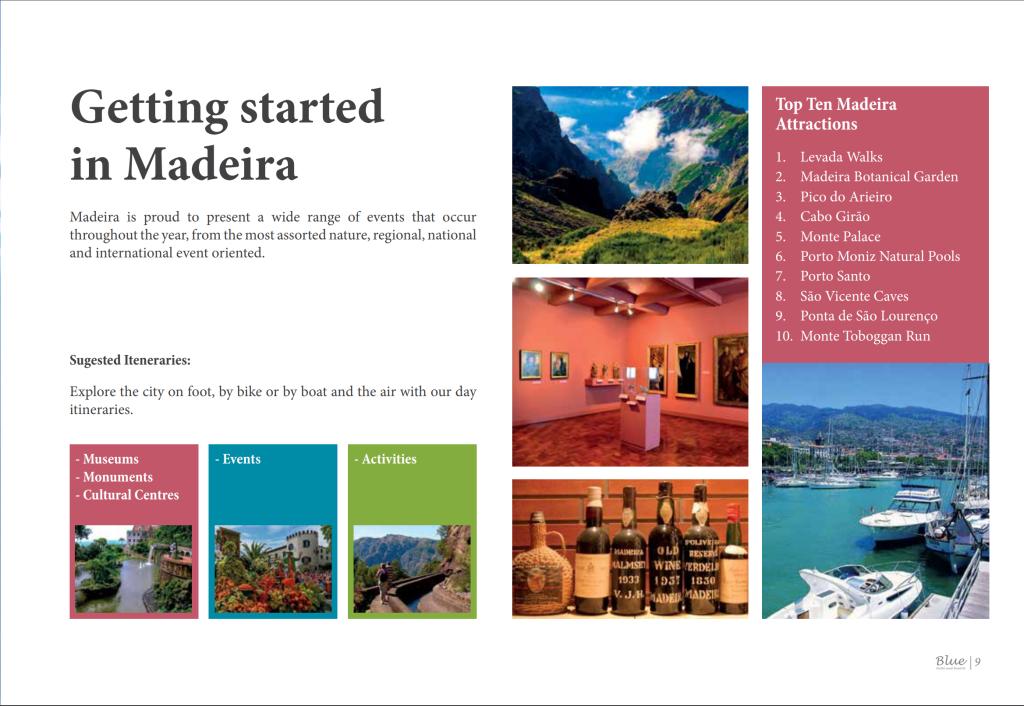 Getting started
in Madeira
Madeira is proud to present a wide range of events that occur
throughout the year, from the most assorted nature, regional, national
and international event oriented.
Sugested Iteneraries:
Explore the city on foot, by bike or by boat and the air with our day
itineraries.
- Museums
- Monuments
- Cultural Centres
- Events
- Activities
MADEIRA
MALMSEY
1933
V.J.H
OLD
WINE
1957
MADEIRA
RESERVE
VERDELHO
1850
MADEIRA
Top Ten Madeira
Attractions
1. Levada Walks
2. Madeira Botanical Garden
3. Pico do Arieiro
4. Cabo Girão
5. Monte Palace
6. Porto Moniz Natural Pools
7. Porto Santo
8. São Vicente Caves
9. Ponta de São Lourenço
10. Monte Toboggan Run
Blue | 9